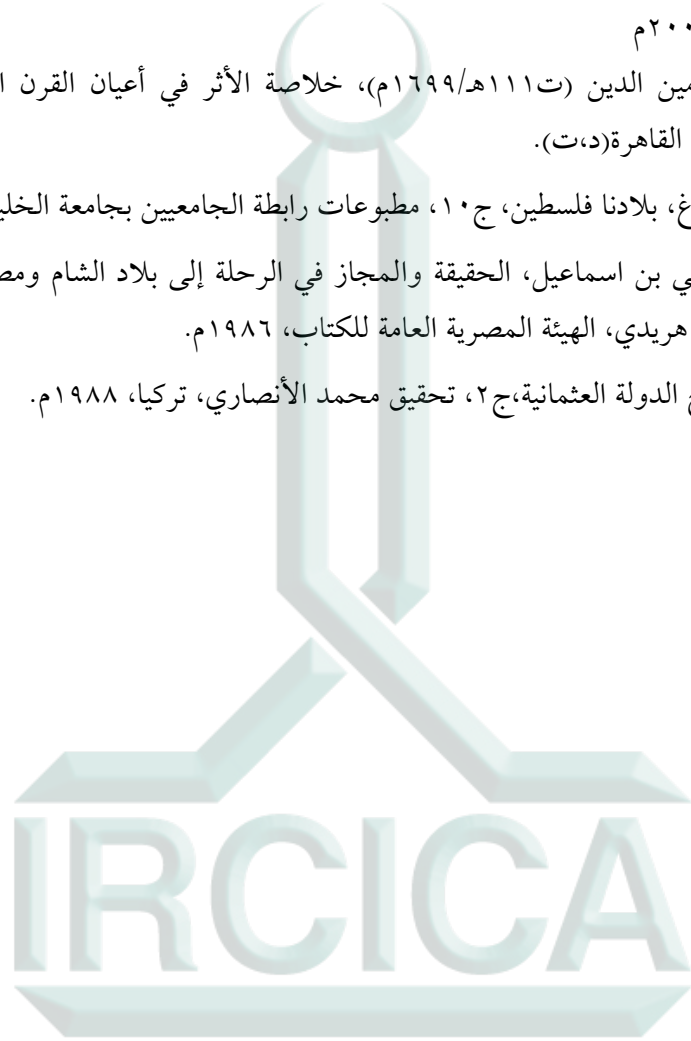 ٢٠٠م
مين الدين (ت١١١هـ/١٦٩٩م)، خلاصة الأثر في أعيان القرن ا
القاهرة(د،ت).
غ، بلادنا فلسطين، ج١٠، مطبوعات رابطة الجامعيين بجامعة الخلي
ي بن اسماعيل، الحقيقة والمجاز في الرحلة إلى بلاد الشام ومص
هريدي، الهيئة المصرية العامة للكتاب، ١٩٨٦م.
الدولة العثمانية،ج٢، تحقيق محمد الأنصاري، تركيا، ١٩٨٨م.
IRCICA